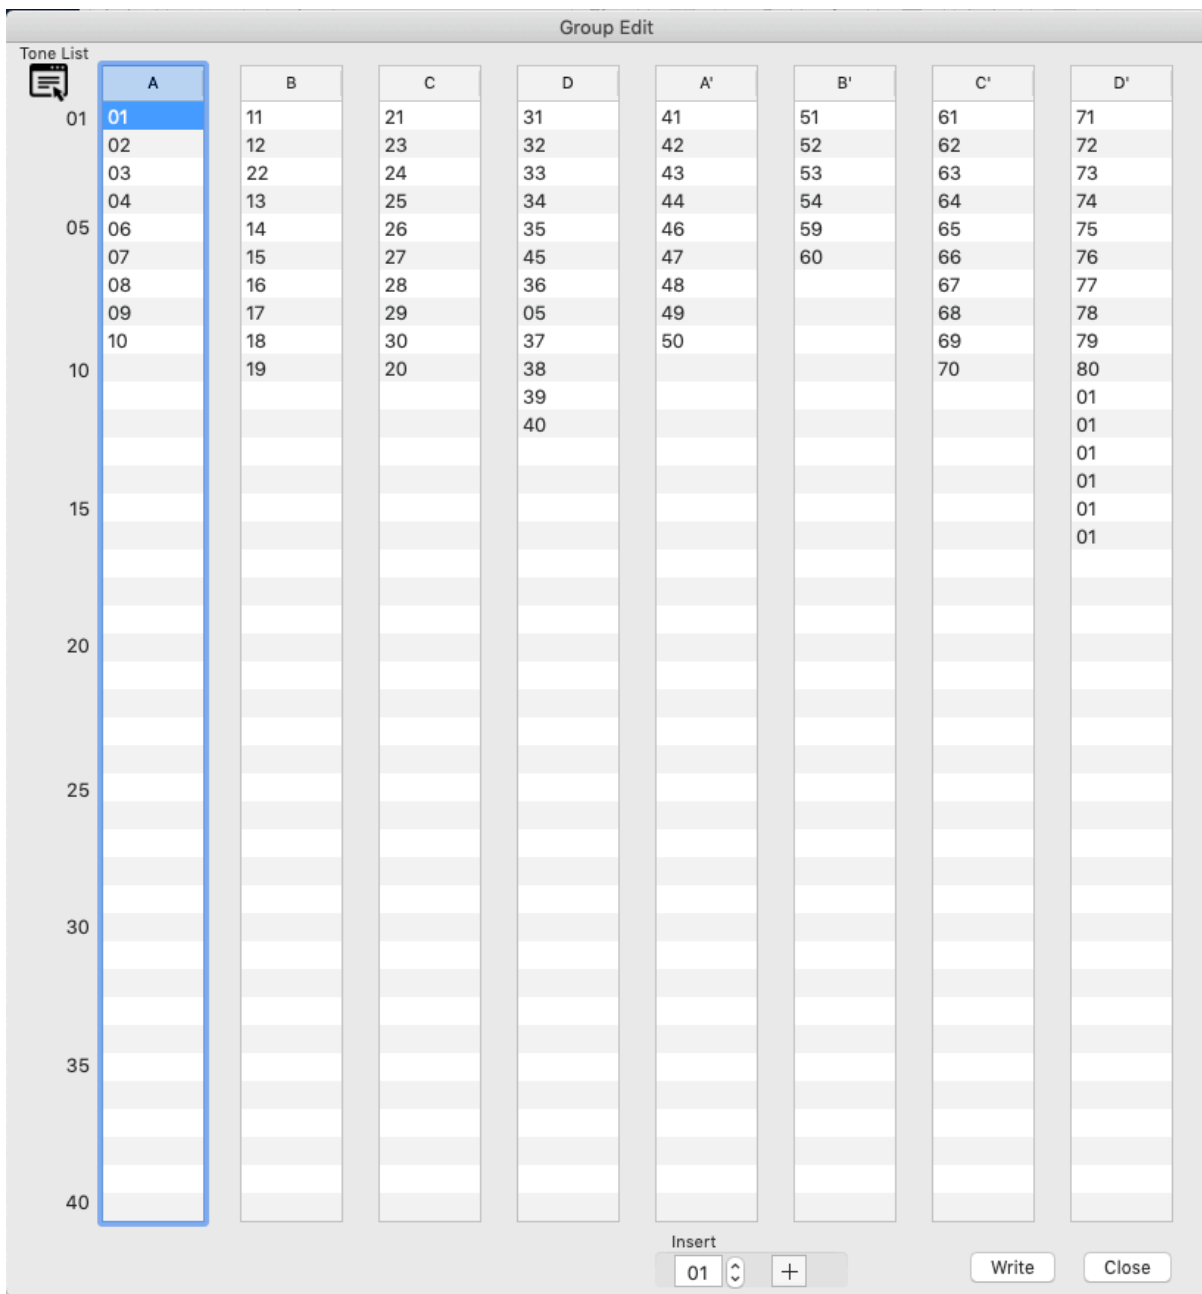 Group Edit
Tone List
A B C D A' B' C' D'
01 01 11 21 31 41 51 61 71
02 12 23 32 42 52 62 72
03 22 24 33 43 53 63 73
04 13 25 34 44 54 64 74
05 06 14 26 35 46 59 65 75
07 15 27 45 47 60 66 76
08 16 28 36 48 67 77
09 17 29 05 49 68 78
10 18 30 37 50 69 79
10 19 20 38 70 80
39 01
40 01
01
01
15 01
01
20
25
30
35
40
Insert
01 + Write Close